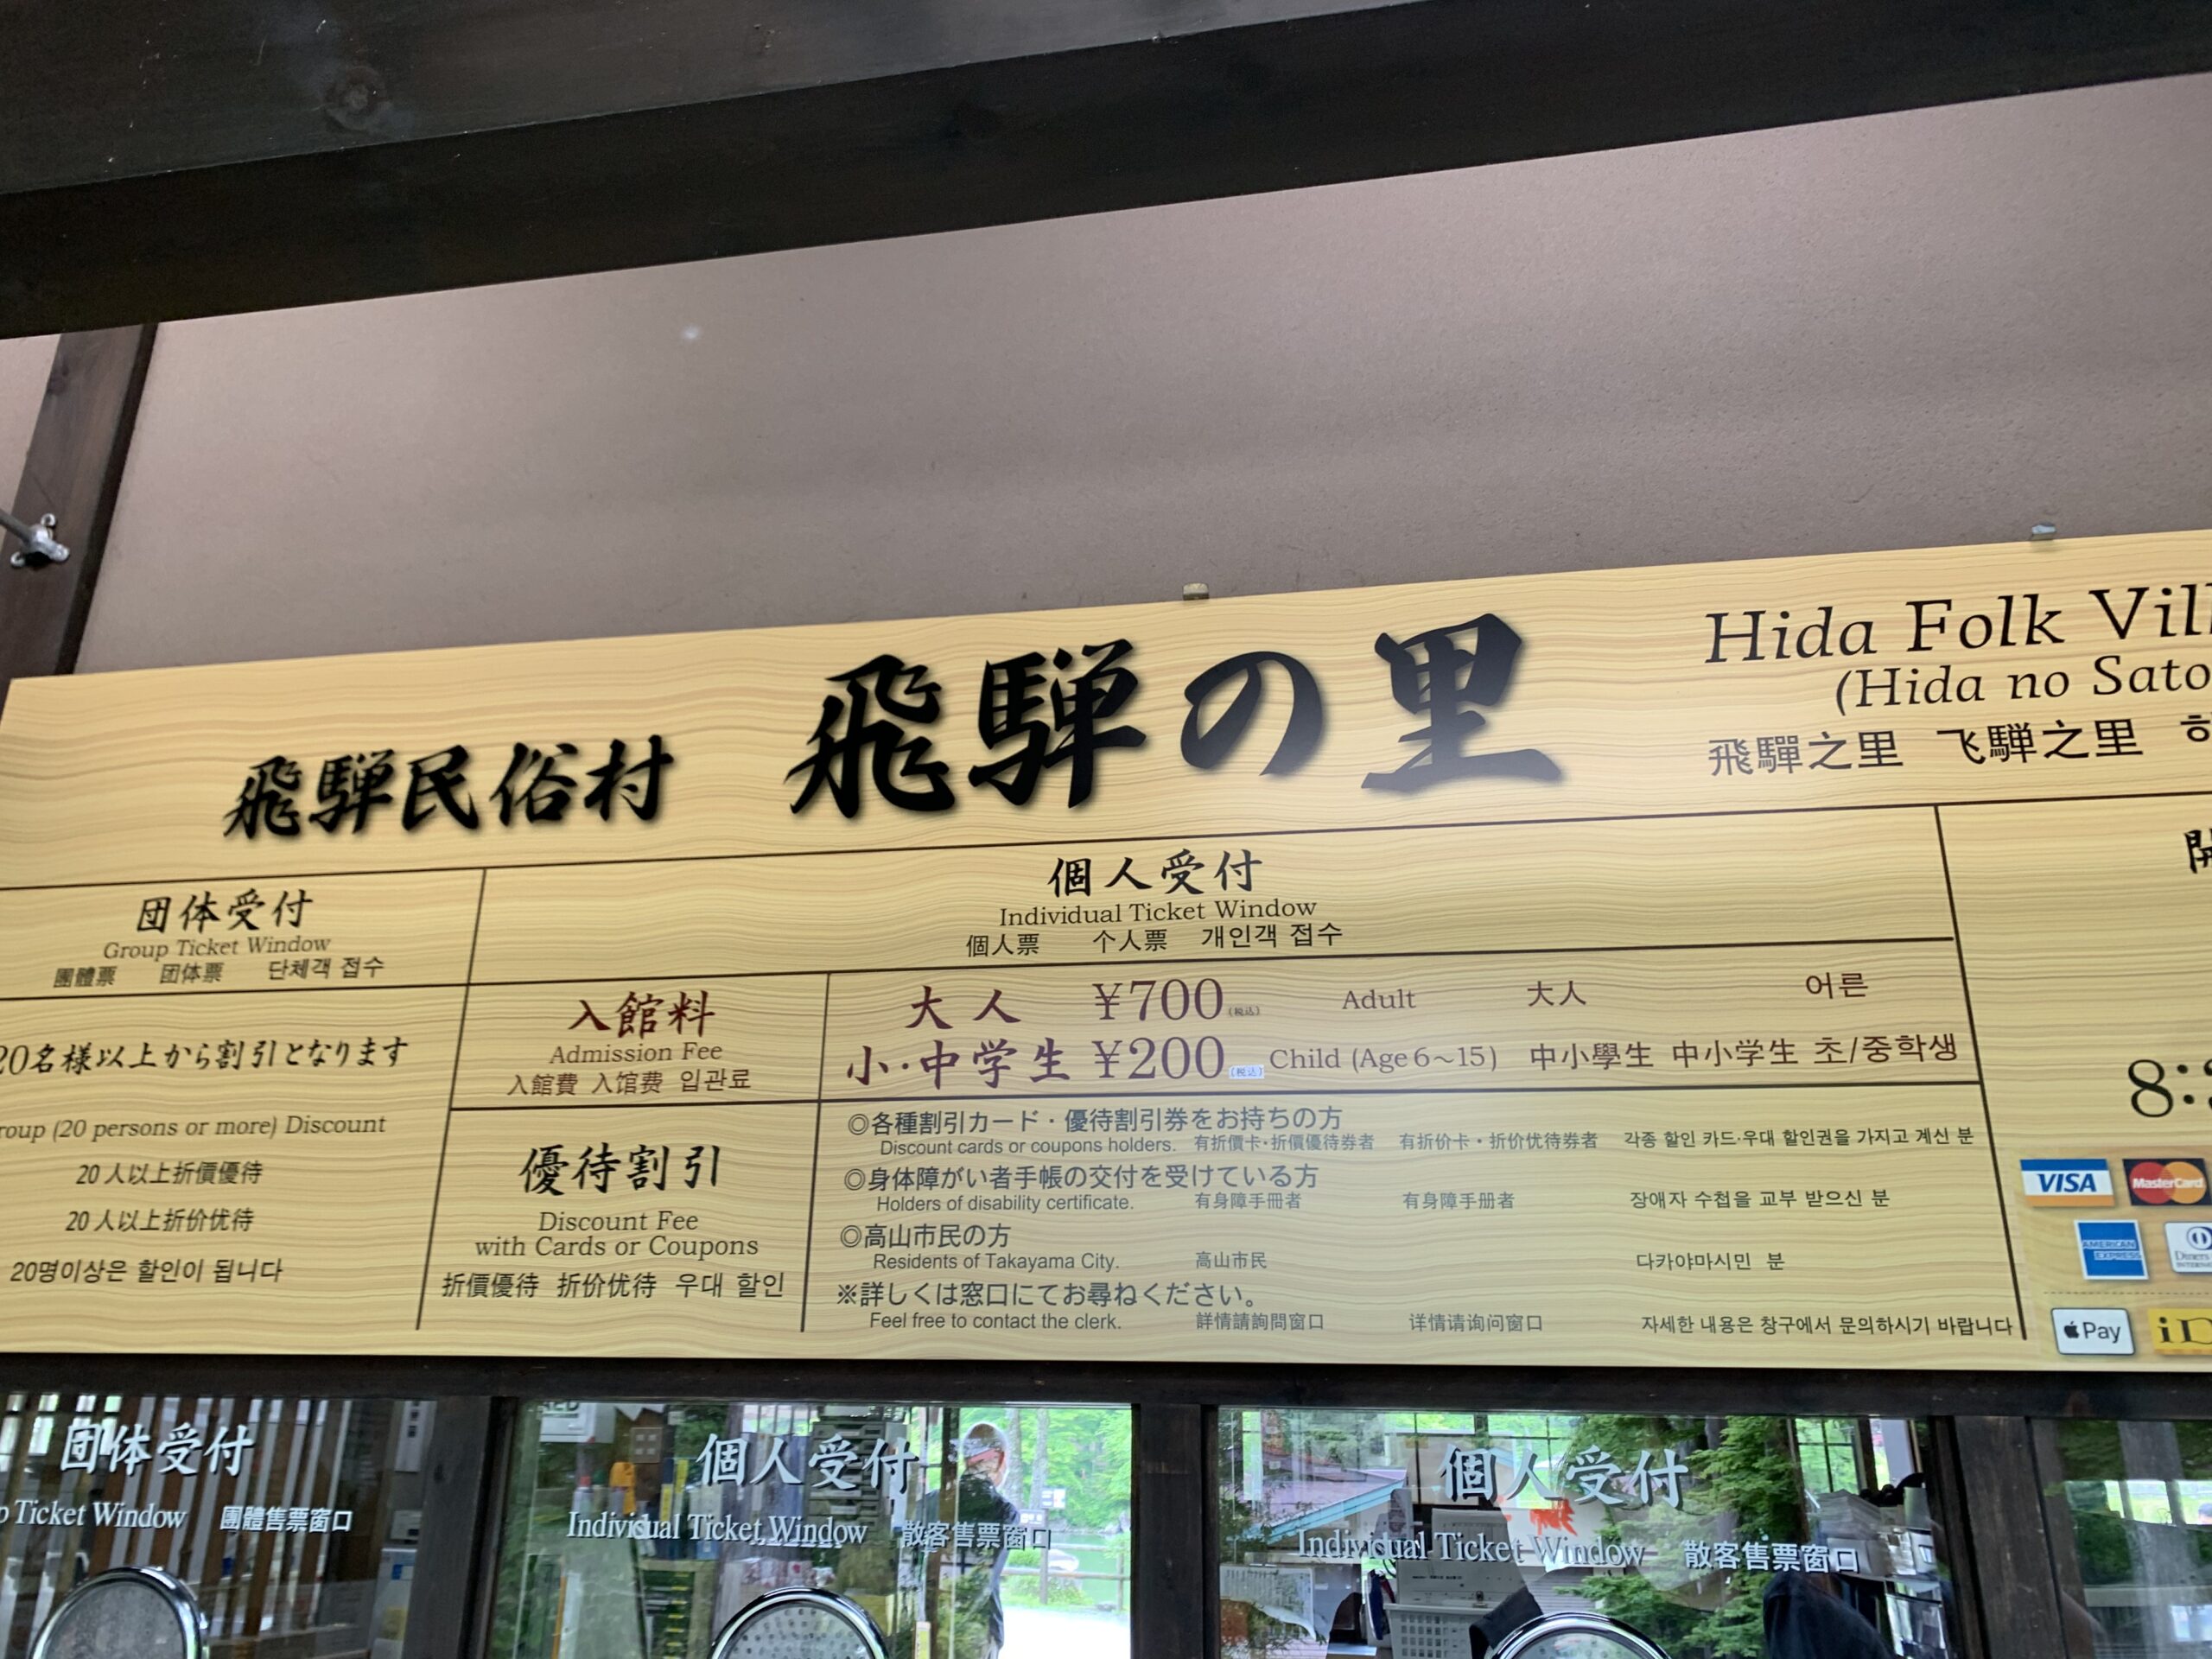 飛騨民俗村 飛騨の里
Hida Folk Vill
(Hida no Sato
飛驒之里 飞騨之里
団体受付
Group Ticket Window
團體票 团体票 단체객 접수
20名様以上から割引となります
roup (20 persons or more) Discount
20人以上折價優待
20人以上折价优待
20명이상은 할인이 됩니다
個人受付
Individual Ticket Window
個人票 个人票 개인객 접수
入館料
Admission Fee
入館費 入馆费 입관료
大人 ¥700(税込) Adult 大人 어른
小・中学生 ¥200(税込) Child (Age 6～15) 中小學生 中小学生 초/중학생
優待割引
Discount Fee
with Cards or Coupons
折價優待 折价优待 우대 할인
◎各種割引カード・優待割引券をお持ちの方
Discount cards or coupons holders. 有折價卡・折價優待券者 有折价卡・折价优待券者 각종 할인 카드·우대 할인권을 가지고 계신 분
◎身体障がい者手帳の交付を受けている方
Holders of disability certificate. 有身障手冊者 有身障手册者 장애자 수첩을 교부 받으신 분
◎高山市民の方
Residents of Takayama City. 高山市民 다카야마시민 분
※詳しくは窓口にてお尋ねください。
Feel free to contact the clerk. 詳情請詢問窗口 详情请询问窗口 자세한 내용은 창구에서 문의하시기 바랍니다
開
8:
VISA MasterCard
AMERICAN EXPRESS Diners
Pay iD
団体受付
p Ticket Window 團體售票窗口
個人受付
Individual Ticket Window 散客售票窗口
個人受付
Individual Ticket Window 散客售票窗口